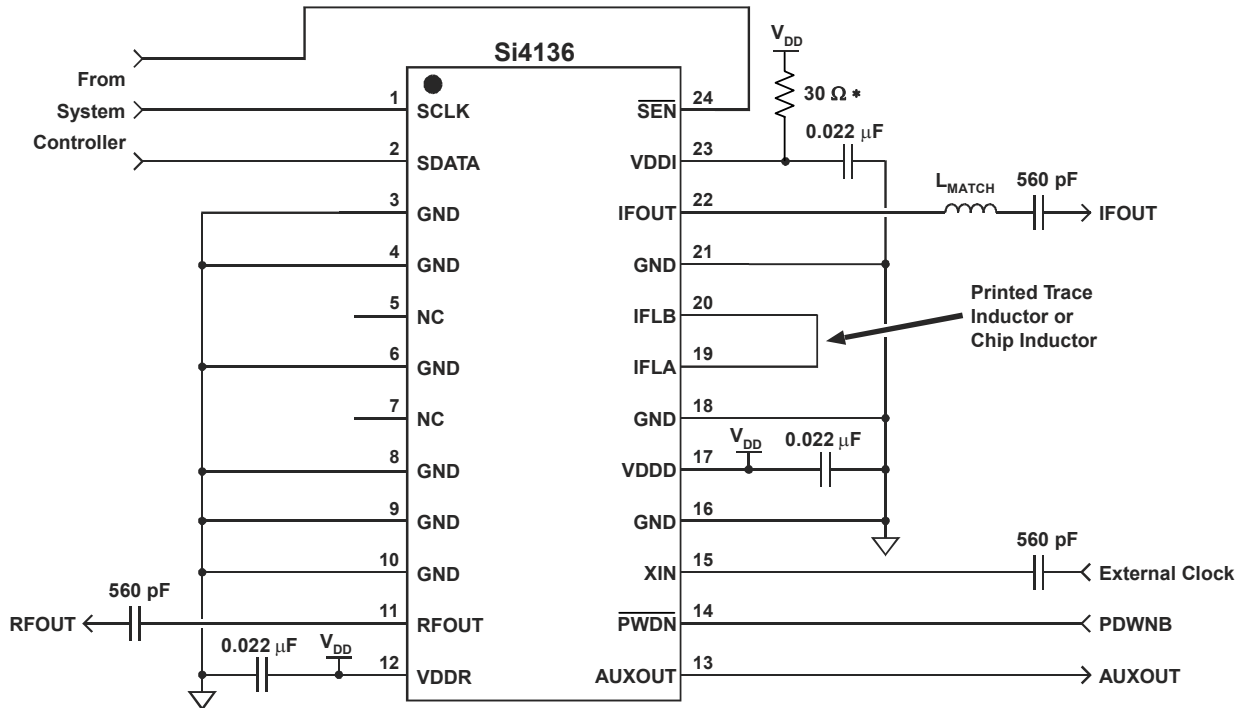 Si4136
From
System
Controller
1
SCLK
2
SDATA
3
GND
4
GND
5
NC
6
GND
7
NC
8
GND
9
GND
10
GND
11
RFOUT
12
VDDR
560 pF
RFOUT
0.022 μF
VDD
24
SEN
23
VDDI
22
IFOUT
21
GND
20
IFLB
19
IFLA
18
GND
17
VDDD
16
GND
15
XIN
14
PWDN
13
AUXOUT
VDD
30 Ω *
0.022 μF
LMATCH
560 pF
IFOUT
Printed Trace
Inductor or
Chip Inductor
VDD
0.022 μF
560 pF
External Clock
PDWNB
AUXOUT